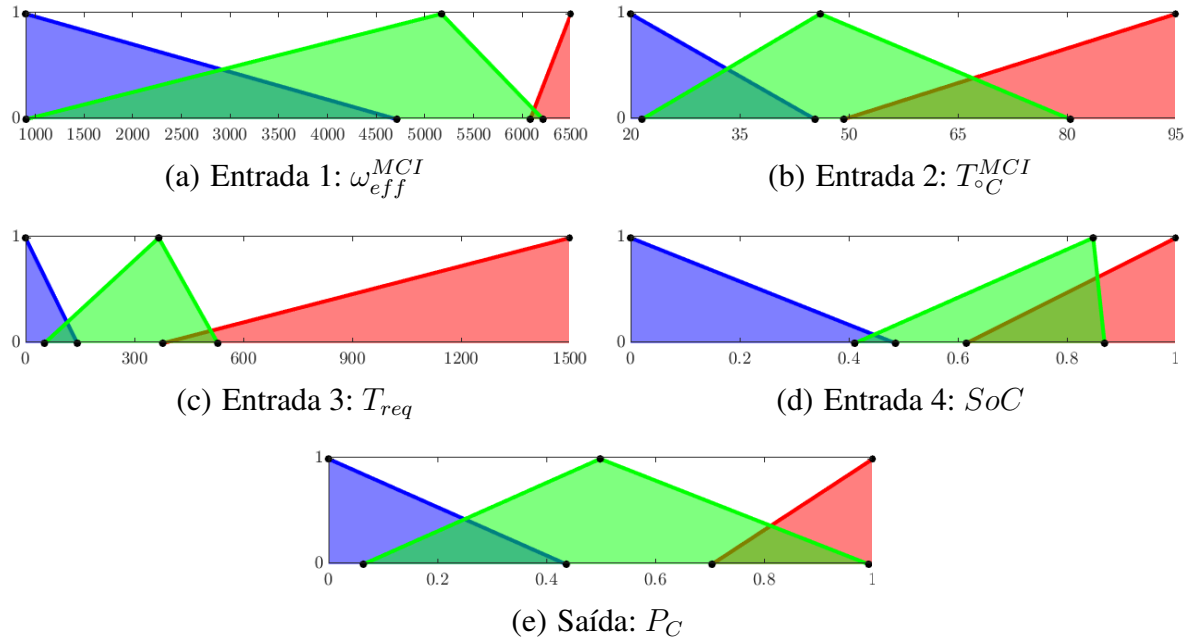 1
0
1000 1500 2000 2500 3000 3500 4000 4500 5000 5500 6000 6500
(a) Entrada 1: ω_{eff}^{MCI}
1
0
20 35 50 65 80 95
(b) Entrada 2: T_{°C}^{MCI}
1
0
0 300 600 900 1200 1500
(c) Entrada 3: T_{req}
1
0
0 0.2 0.4 0.6 0.8 1
(d) Entrada 4: SoC
1
0
0 0.2 0.4 0.6 0.8 1
(e) Saída: P_C